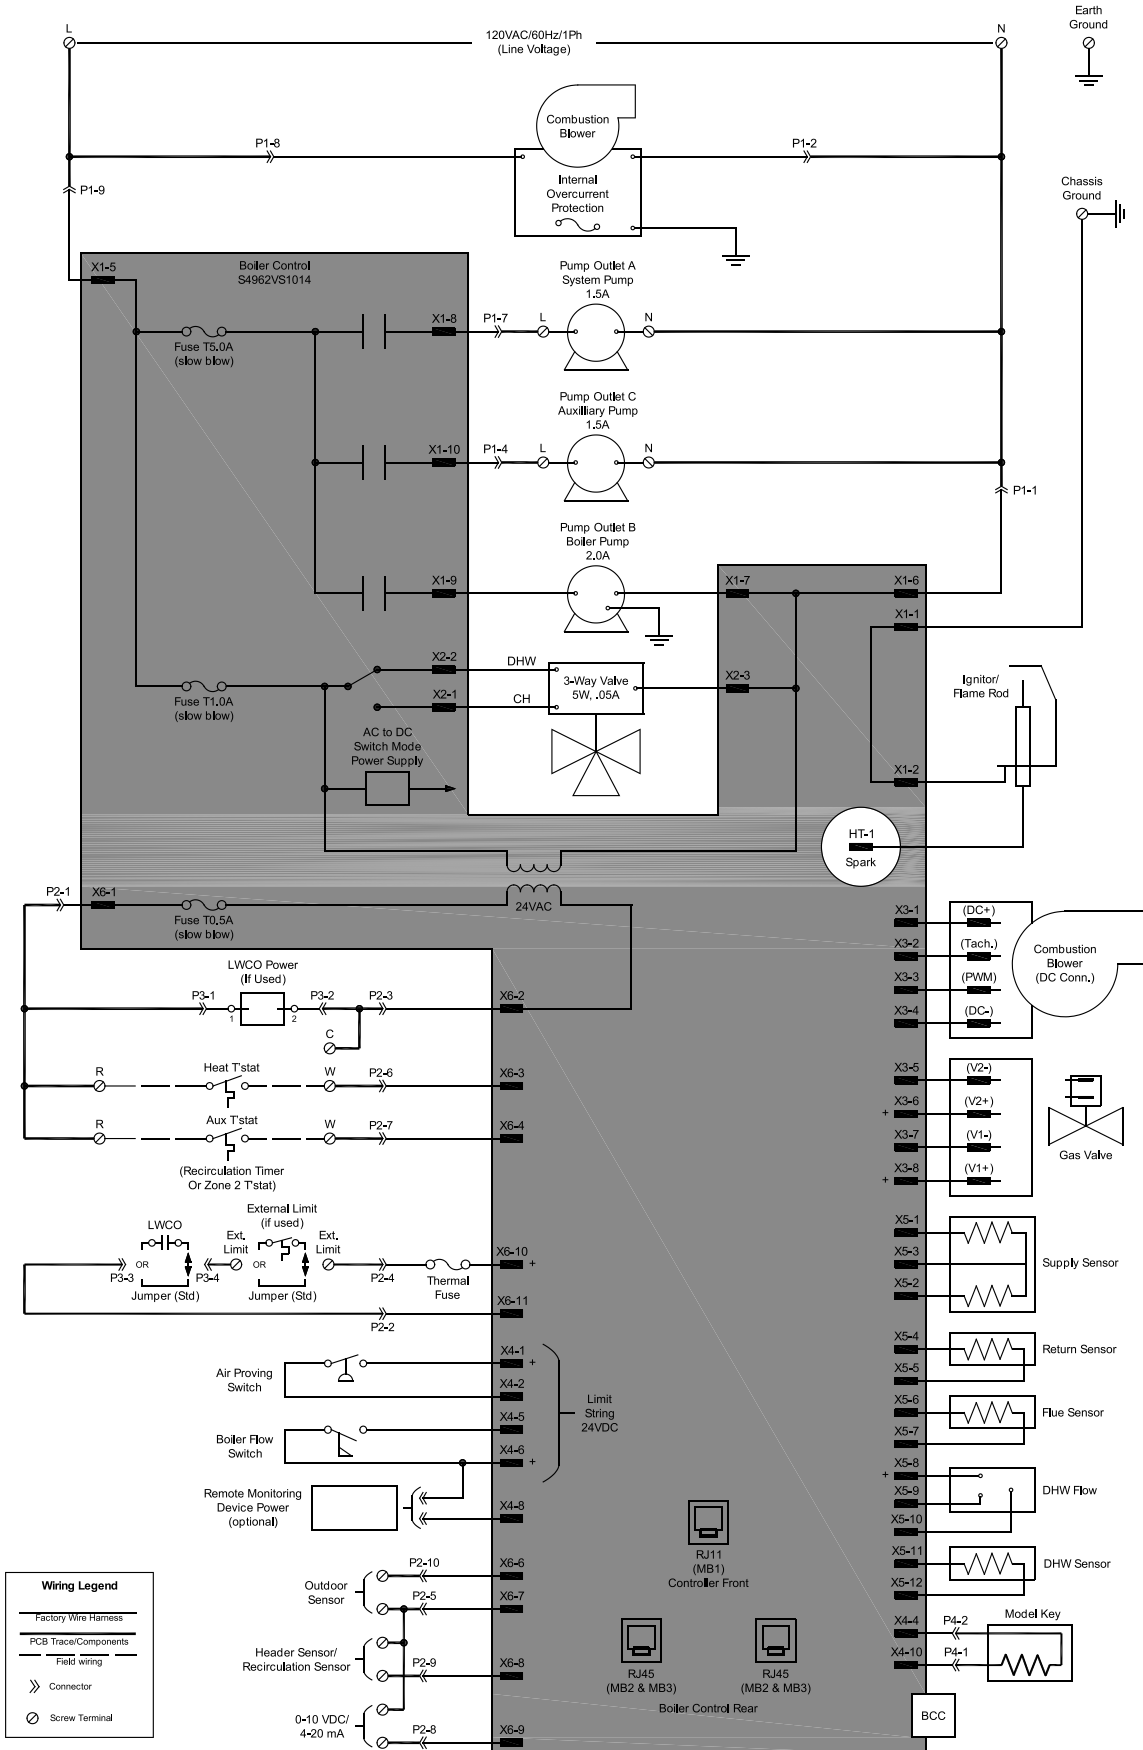 L
120VAC/60Hz/1Ph
(Line Voltage)
N
Earth
Ground
Combustion
Blower
P1-8
P1-2
P1-9
Internal
Overcurrent
Protection
Chassis
Ground
X1-5
Boiler Control
S4962VS1014
Pump Outlet A
System Pump
1.5A
X1-8
P1-7
L
N
Fuse T5.0A
(slow blow)
Pump Outlet C
Auxilliary Pump
1.5A
X1-10
P1-4
L
N
P1-1
Pump Outlet B
Boiler Pump
2.0A
X1-9
X1-7
X1-6
X1-1
X2-2
DHW
3-Way Valve
5W, .05A
X2-3
X2-1
CH
Fuse T1.0A
(slow blow)
Ignitor/
Flame Rod
AC to DC
Switch Mode
Power Supply
X1-2
HT-1
Spark
P2-1
X6-1
24VAC
Fuse T0.5A
(slow blow)
X3-1
(DC+)
X3-2
(Tach.)
X3-3
(PWM)
X3-4
(DC-)
Combustion
Blower
(DC Conn.)
LWCO Power
(If Used)
P3-1
1
2
P3-2
P2-3
X6-2
C
R
Heat T'stat
W
P2-6
X6-3
R
Aux T'stat
W
P2-7
X6-4
(Recirculation Timer
Or Zone 2 T'stat)
X3-5
(V2-)
X3-6
+
(V2+)
X3-7
(V1-)
X3-8
+
(V1+)
Gas Valve
LWCO
OR
P3-3
P3-4
Jumper (Std)
External Limit
(if used)
Ext.
Limit
OR
Ext.
Limit
Jumper (Std)
P2-4
Thermal
Fuse
X6-10
+
X6-11
P2-2
X5-1
X5-3
X5-2
Supply Sensor
Air Proving
Switch
X4-1
+
X4-2
Boiler Flow
Switch
X4-5
X4-6
+
Limit
String
24VDC
X5-4
X5-5
Return Sensor
X5-6
X5-7
Flue Sensor
Remote Monitoring
Device Power
(optional)
X4-8
X5-8
+
X5-9
X5-10
DHW Flow
RJ11
(MB1)
Controller Front
X5-11
X5-12
DHW Sensor
Outdoor
Sensor
P2-10
X6-6
P2-5
X6-7
Header Sensor/
Recirculation Sensor
P2-9
X6-8
0-10 VDC/
4-20 mA
P2-8
X6-9
RJ45
(MB2 & MB3)
RJ45
(MB2 & MB3)
Boiler Control Rear
X4-4
P4-2
X4-10
P4-1
Model Key
BCC
Wiring Legend
Factory Wire Harness
PCB Trace/Components
Field wiring
Connector
Screw Terminal